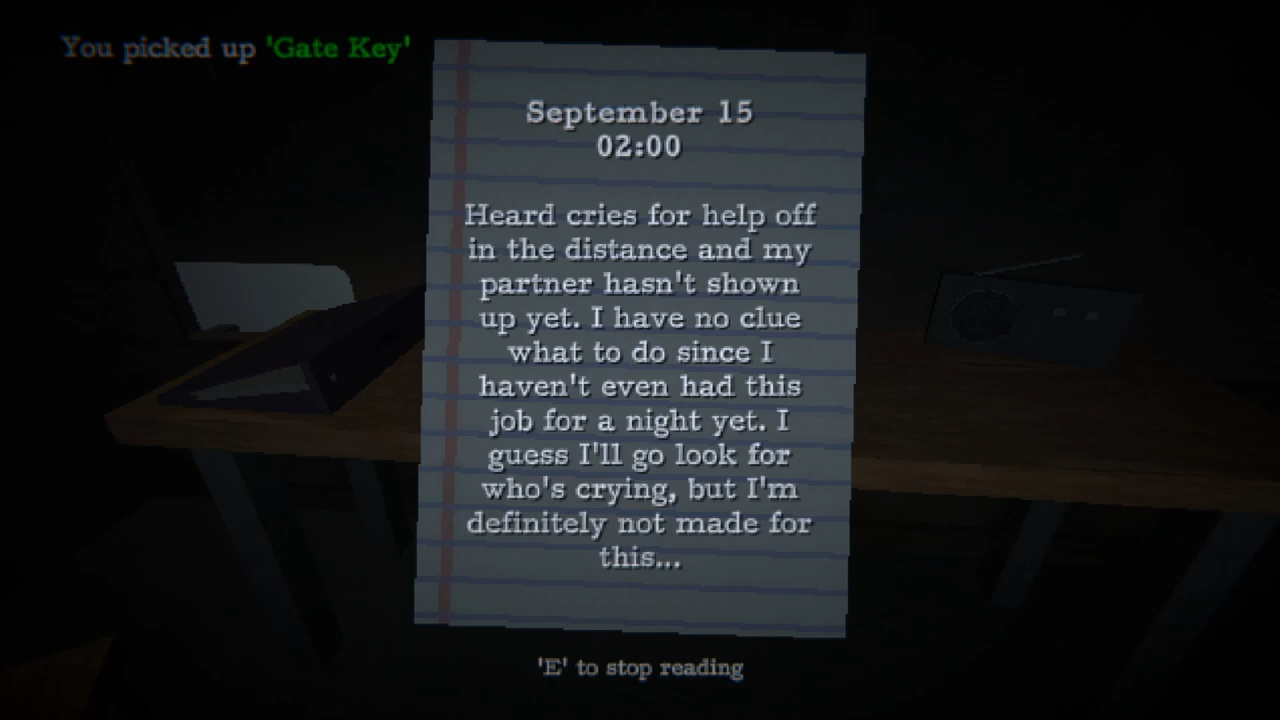 You picked up 'Gate Key'
September 15
02:00
Heard cries for help off
in the distance and my
partner hasn't shown
up yet. I have no clue
what to do since I
haven't even had this
job for a night yet. I
guess I'll go look for
who's crying, but I'm
definitely not made for
this...
'E' to stop reading